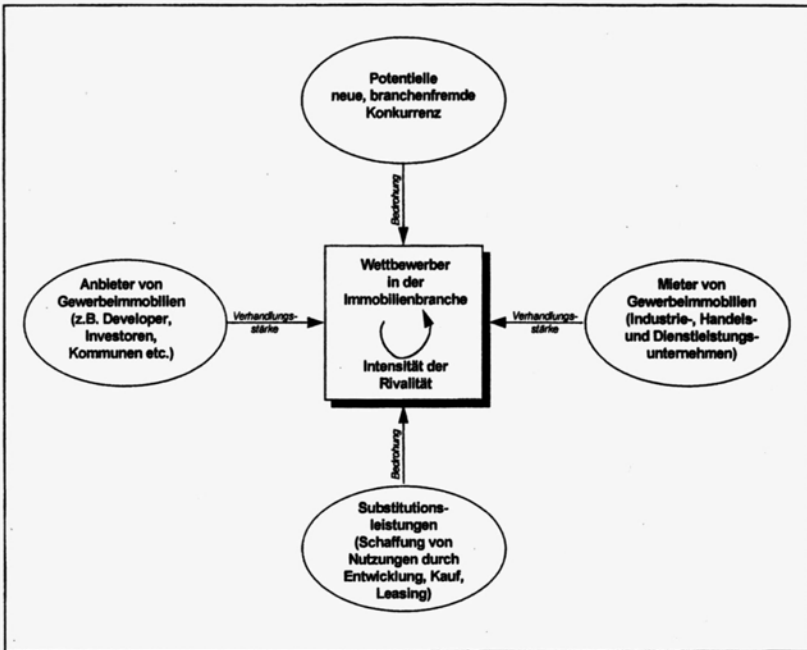 Potentielle
neue, branchenfremde
Konkurrenz
Bedrohung
Wettbewerber
in der
Immobilienbranche
Intensität der
Rivalität
Anbieter von
Gewerbeimmobilien
(z.B. Developer,
Investoren,
Kommunen etc.)
Verhandlungs-
stärke
Verhandlungs-
stärke
Mieter von
Gewerbeimmobilien
(Industrie-, Handels-
und Dienstleistungs-
unternehmen)
Bedrohung
Substitutions-
leistungen
(Schaffung von
Nutzungen durch
Entwicklung, Kauf,
Leasing)